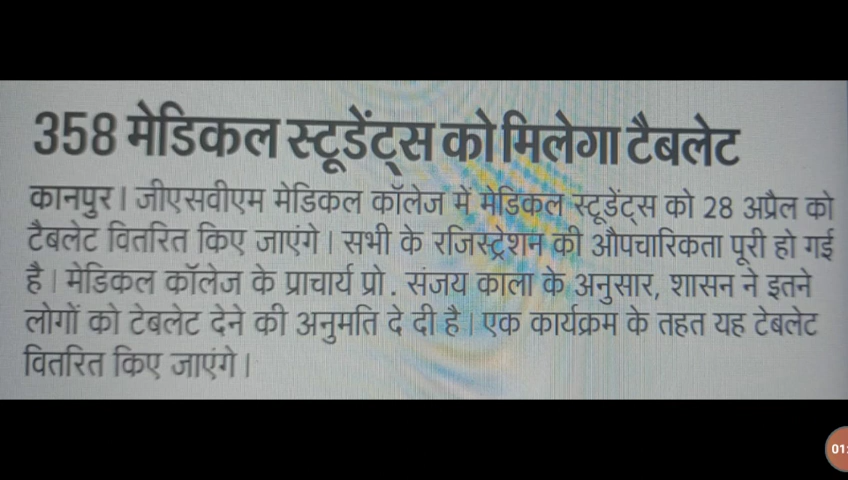 358 मेडिकल स्टूडेंट्स को मिलेगा टैबलेट
कानपुर। जीएसवीएम मेडिकल कॉलेज में मेडिकल स्टूडेंट्स को 28 अप्रैल को
टैबलेट वितरित किए जाएंगे। सभी के रजिस्ट्रेशन की औपचारिकता पूरी हो गई
है। मेडिकल कॉलेज के प्राचार्य प्रो. संजय काला के अनुसार, शासन ने इतने
लोगों को टेबलेट देने की अनुमति दे दी है। एक कार्यक्रम के तहत यह टेबलेट
वितरित किए जाएंगे।